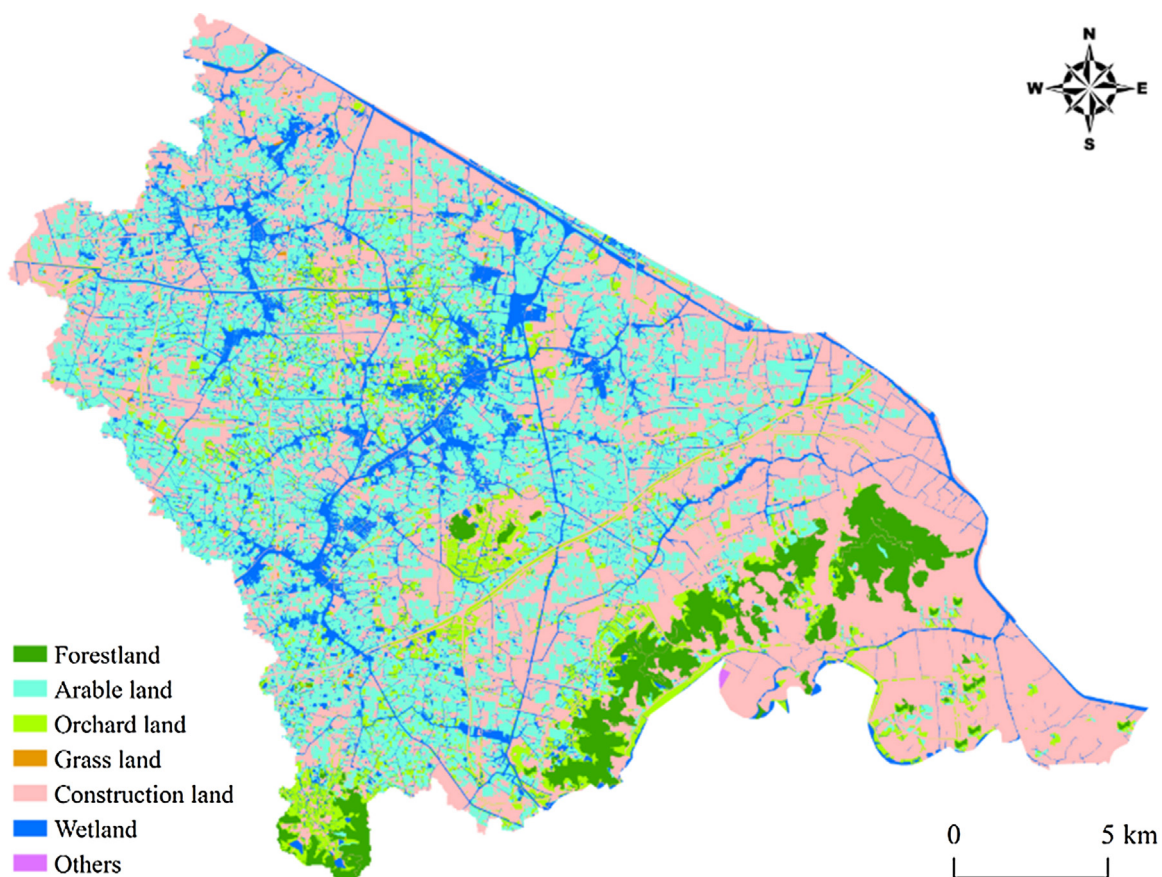 N
W E
S
Forestland
Arable land
Orchard land
Grass land
Construction land
Wetland
Others
0 5 km